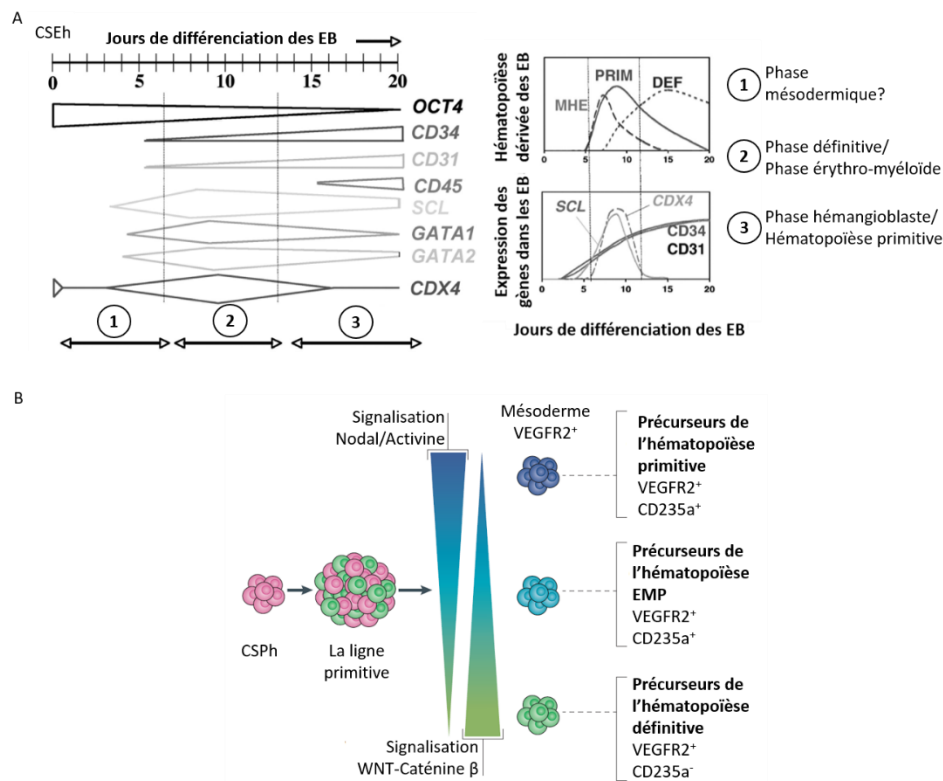 A
CSEh
Jours de différenciation des EB
0
5
10
15
20
OCT4
CD34
CD31
CD45
SCL
GATA1
GATA2
CDX4
1
2
3
Hématopoïèse
dérivée des EB
MHE
PRIM
DEF
0
5
10
15
20
Expression des
gènes dans les EB
SCL
CDX4
CD34
CD31
0
5
10
15
20
Jours de différenciation des EB
1
Phase
mésodermique?
2
Phase définitive/
Phase érythro-myéloïde
3
Phase hémangioblaste/
Hématopoïèse primitive
B
Signalisation
Nodal/Activine
Mésoderme
VEGFR2+
Précurseurs de
l'hématopoïèse
primitive
VEGFR2+
CD235a+
Précurseurs de
l'hématopoïèse
EMP
VEGFR2+
CD235a+
CSPh
La ligne
primitive
Précurseurs de
l'hématopoïèse
définitive
VEGFR2+
CD235a-
Signalisation
WNT-Caténine β